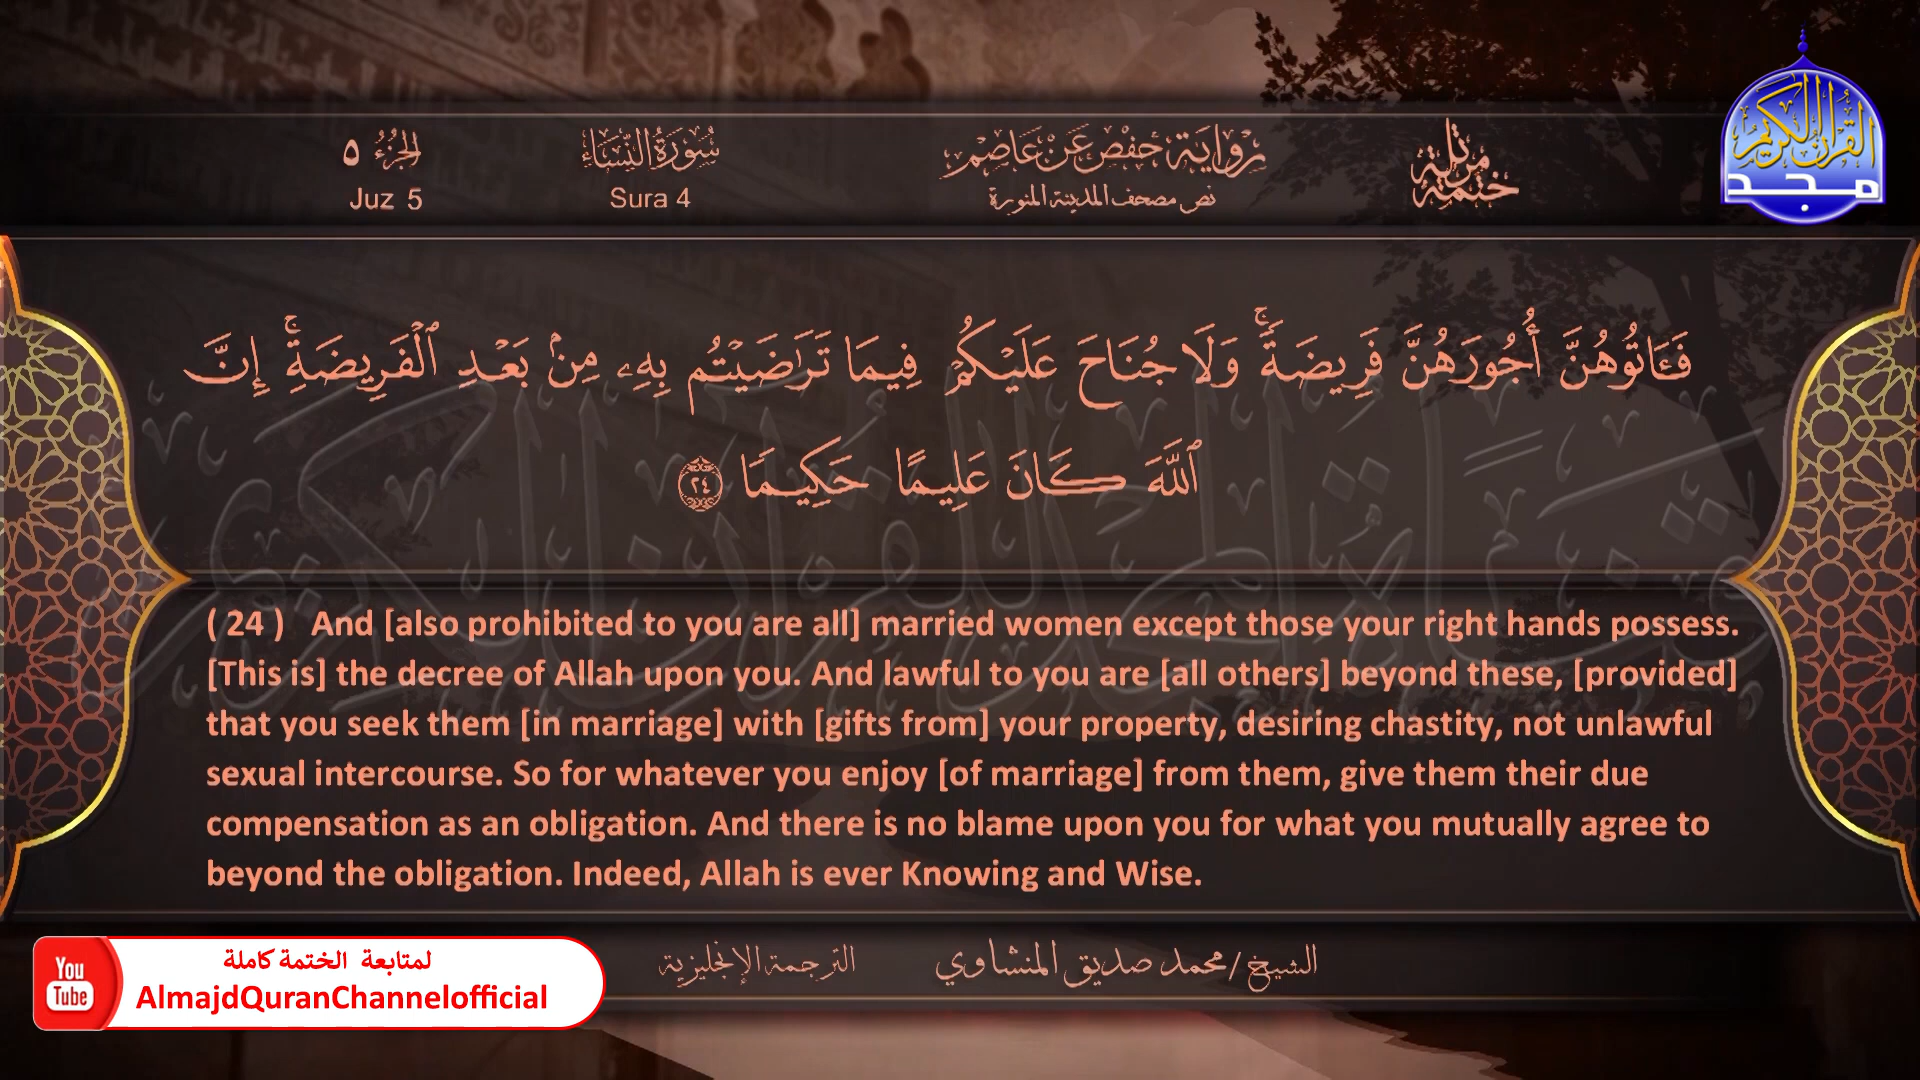 الجزء ٥
Juz 5
سورة النساء
Sura 4
رواية حفص عن عاصم
نص مصحف المدينة المنورة
ختمة مرتلة
القرآن الكريم
مجد
فَـَٔاتُوهُنَّ أُجُورَهُنَّ فَرِيضَةٗۚ وَلَا جُنَاحَ عَلَيۡكُمۡ فِيمَا تَرَٰضَيۡتُم بِهِۦ مِنۢ بَعۡدِ ٱلۡفَرِيضَةِۚ إِنَّ
ٱللَّهَ كَانَ عَلِيمًا حَكِيمٗا ٢٤
( 24 ) And [also prohibited to you are all] married women except those your right hands possess.
[This is] the decree of Allah upon you. And lawful to you are [all others] beyond these, [provided]
that you seek them [in marriage] with [gifts from] your property, desiring chastity, not unlawful
sexual intercourse. So for whatever you enjoy [of marriage] from them, give them their due
compensation as an obligation. And there is no blame upon you for what you mutually agree to
beyond the obligation. Indeed, Allah is ever Knowing and Wise.
You
Tube
لمتابعة الختمة كاملة
AlmajdQuranChannelofficial
الترجمة الإنجليزية
الشيخ / محمد صديق المنشاوي